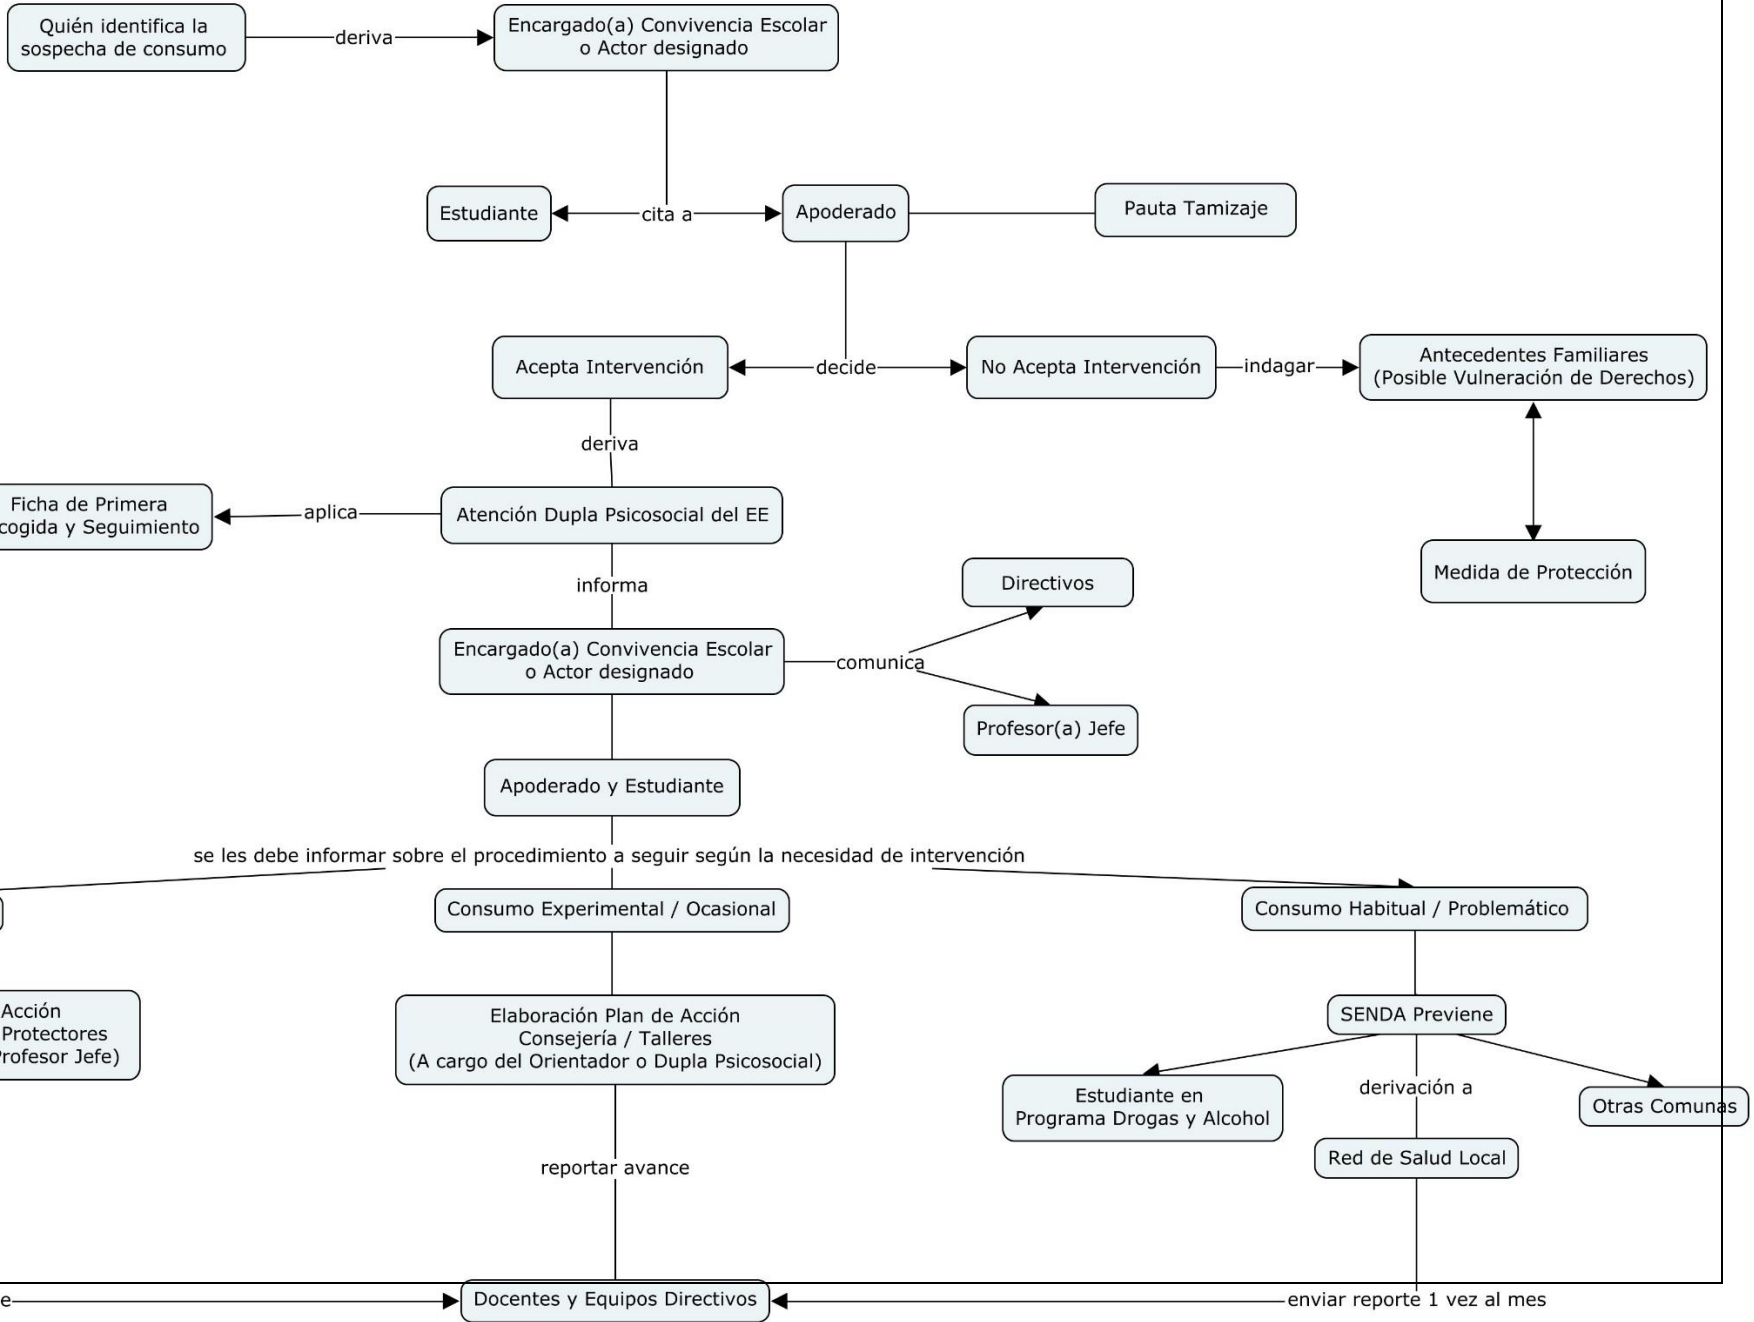 Quién identifica la
sospecha de consumo
deriva
Encargado(a) Convivencia Escolar
o Actor designado
Estudiante
cita a
Apoderado
Pauta Tamizaje
Acepta Intervención
decide
No Acepta Intervención
indagar
Antecedentes Familiares
(Posible Vulneración de Derechos)
deriva
Ficha de Primera
cogida y Seguimiento
aplica
Atención Dupla Psicosocial del EE
Medida de Protección
informa
Directivos
Encargado(a) Convivencia Escolar
o Actor designado
comunica
Profesor(a) Jefe
Apoderado y Estudiante
se les debe informar sobre el procedimiento a seguir según la necesidad de intervención
Consumo Experimental / Ocasional
Consumo Habitual / Problemático
Acción
Protectores
Profesor Jefe)
Elaboración Plan de Acción
Consejería / Talleres
(A cargo del Orientador o Dupla Psicosocial)
SENDA Previene
Estudiante en
Programa Drogas y Alcohol
derivación a
Otras Comunas
Red de Salud Local
reportar avance
e
Docentes y Equipos Directivos
enviar reporte 1 vez al mes